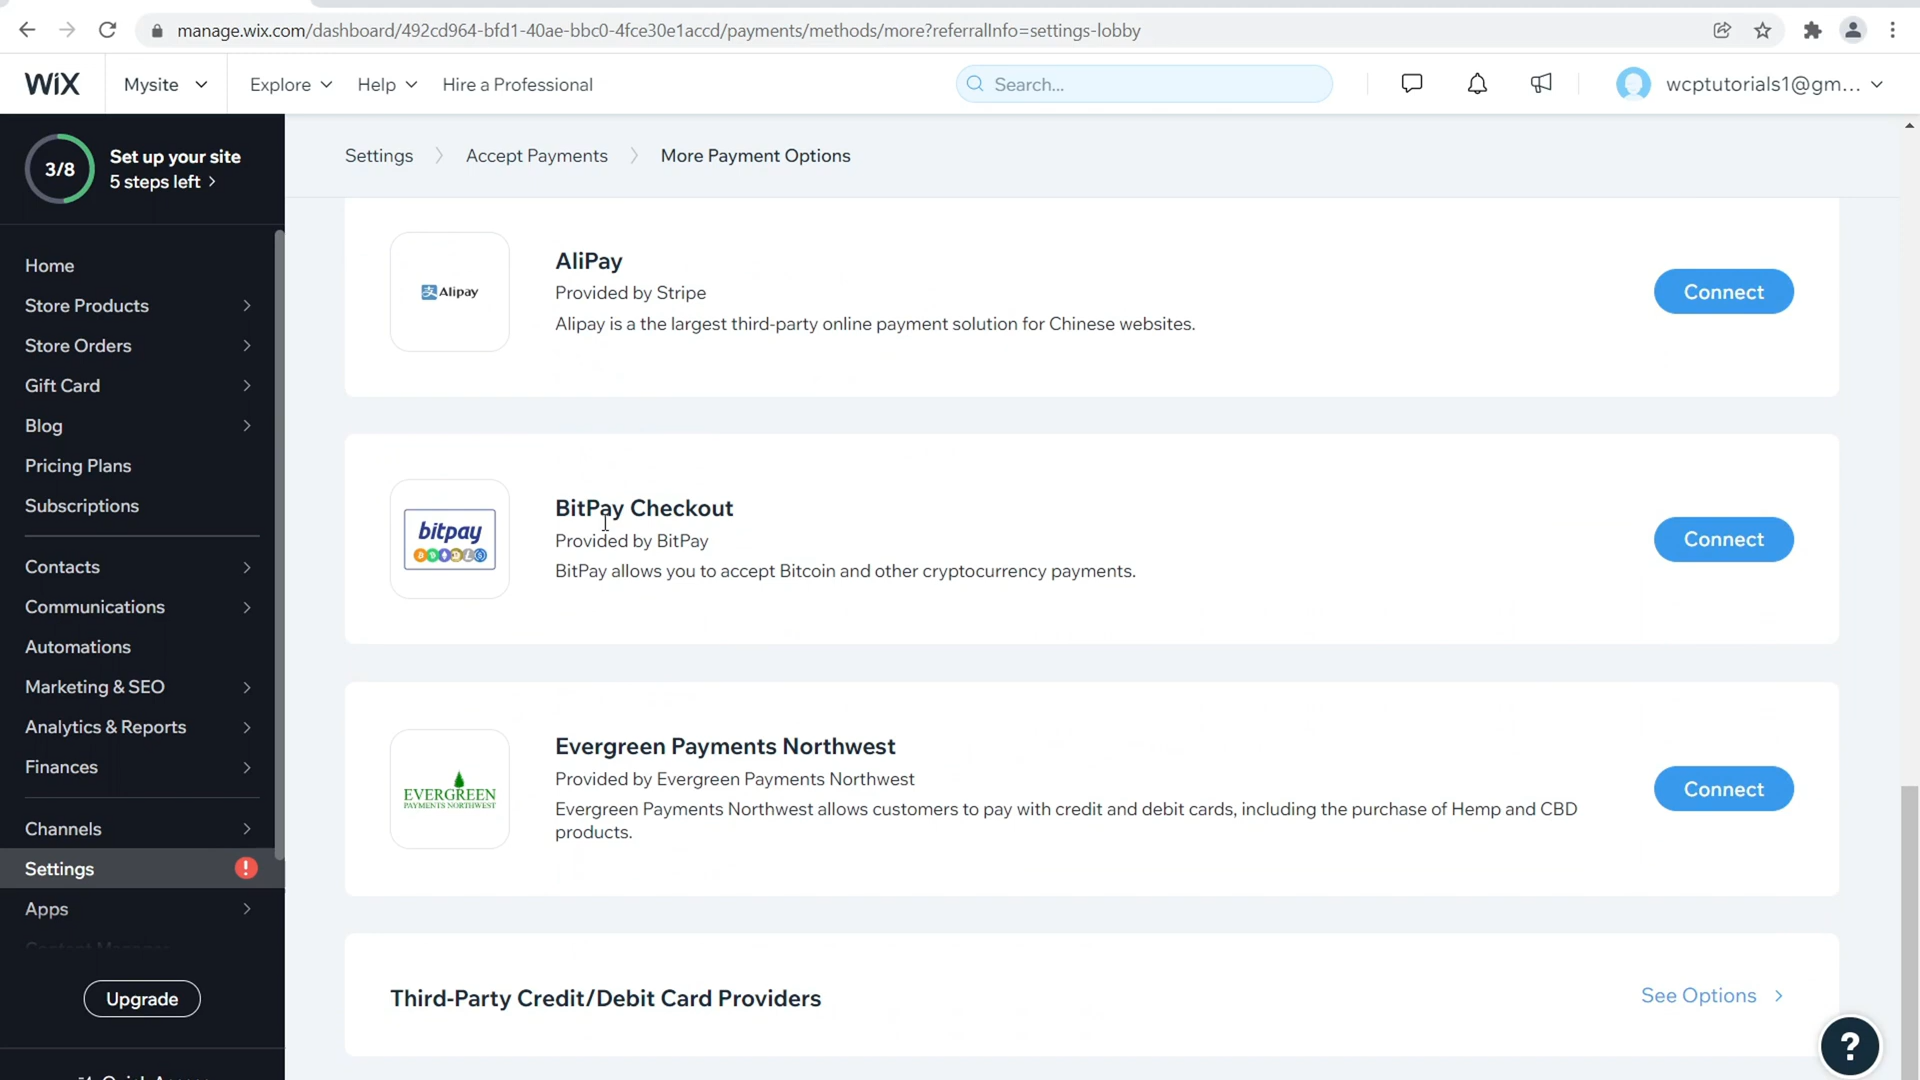 manage.wix.com/dashboard/492cd964-bfd1-40ae-bbc0-4fce30e1accd/payments/methods/more?referralInfo=settings-lobby
WiX
Mysite
Explore
Help
Hire a Professional
Search...
wcptutorials1@gm...
3/8
Set up your site
5 steps left >
Settings > Accept Payments > More Payment Options
Home
Store Products
Store Orders
Gift Card
Blog
Pricing Plans
Subscriptions
Contacts
Communications
Automations
Marketing & SEO
Analytics & Reports
Finances
Channels
Settings
!
Apps
Upgrade
Alipay
AliPay
Provided by Stripe
Alipay is a the largest third-party online payment solution for Chinese websites.
Connect
bitpay
BitPay Checkout
Provided by BitPay
BitPay allows you to accept Bitcoin and other cryptocurrency payments.
Connect
EVERGREEN
PAYMENTS NORTHWEST
Evergreen Payments Northwest
Provided by Evergreen Payments Northwest
Evergreen Payments Northwest allows customers to pay with credit and debit cards, including the purchase of Hemp and CBD
products.
Connect
Third-Party Credit/Debit Card Providers
See Options >
?